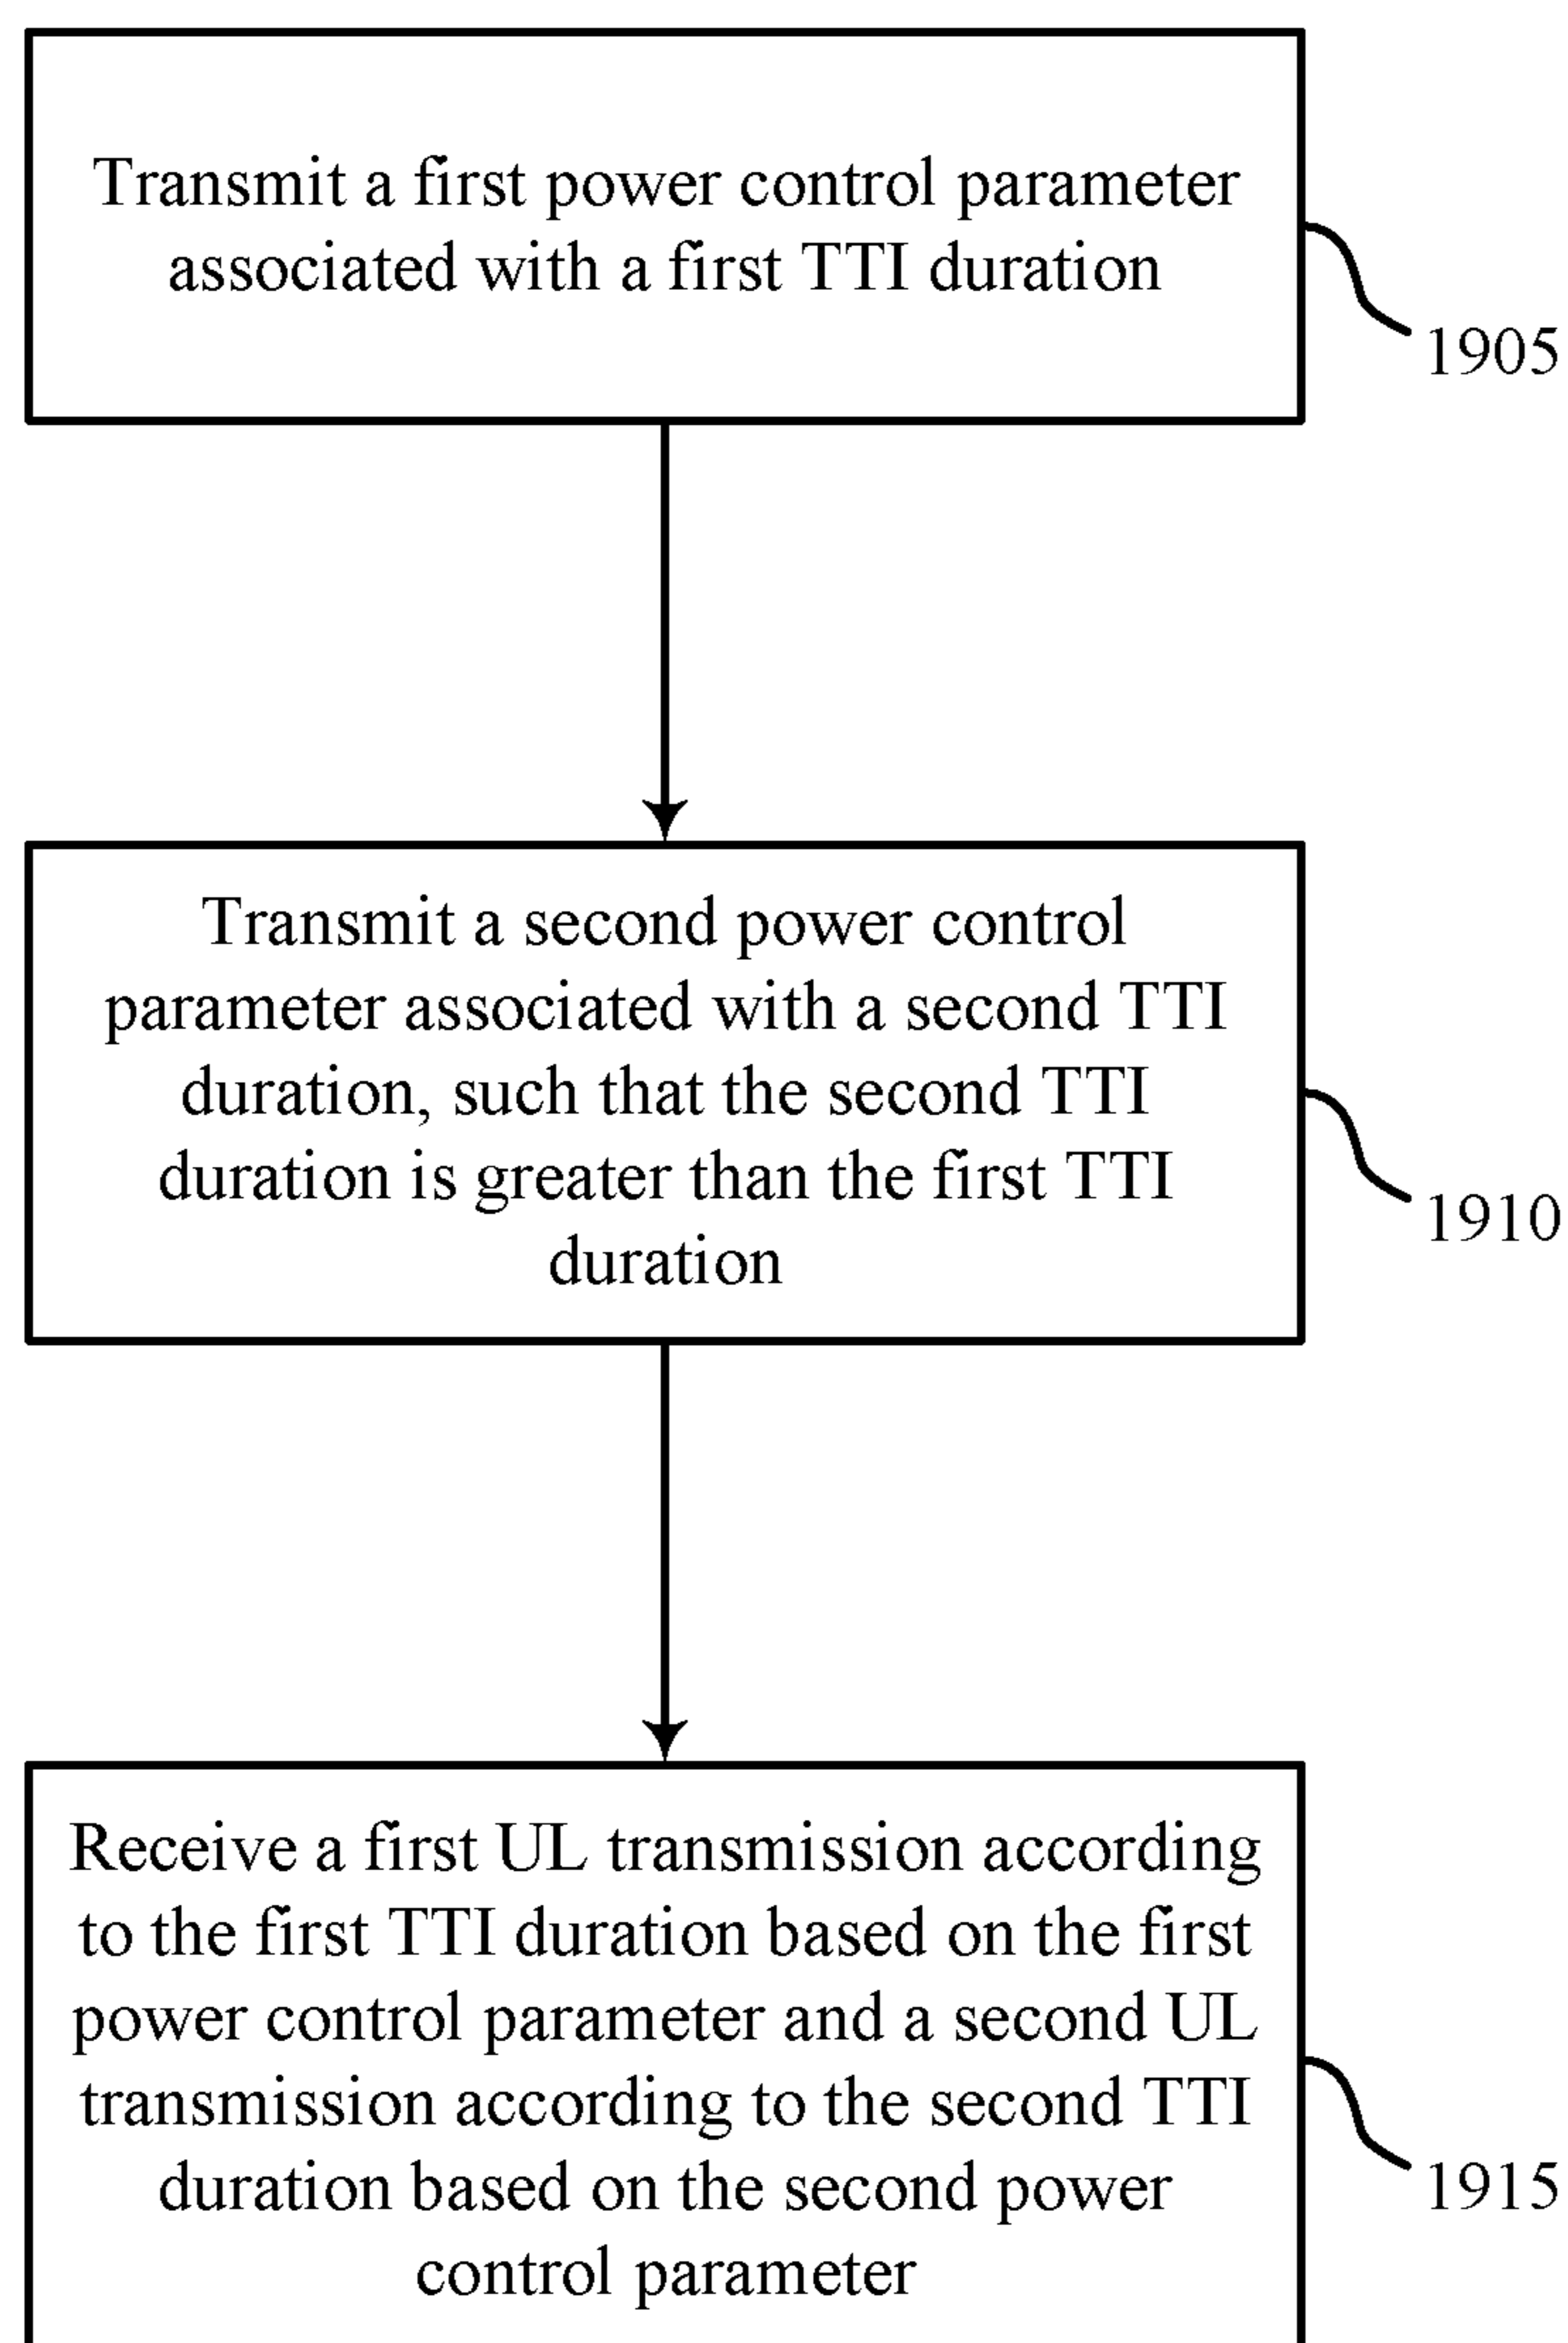 Transmit a first power control parameter
associated with a first TTI duration
1905
Transmit a second power control
parameter associated with a second TTI
duration, such that the second TTI
duration is greater than the first TTI
duration
1910
Receive a first UL transmission according
to the first TTI duration based on the first
power control parameter and a second UL
transmission according to the second TTI
duration based on the second power
control parameter
1915